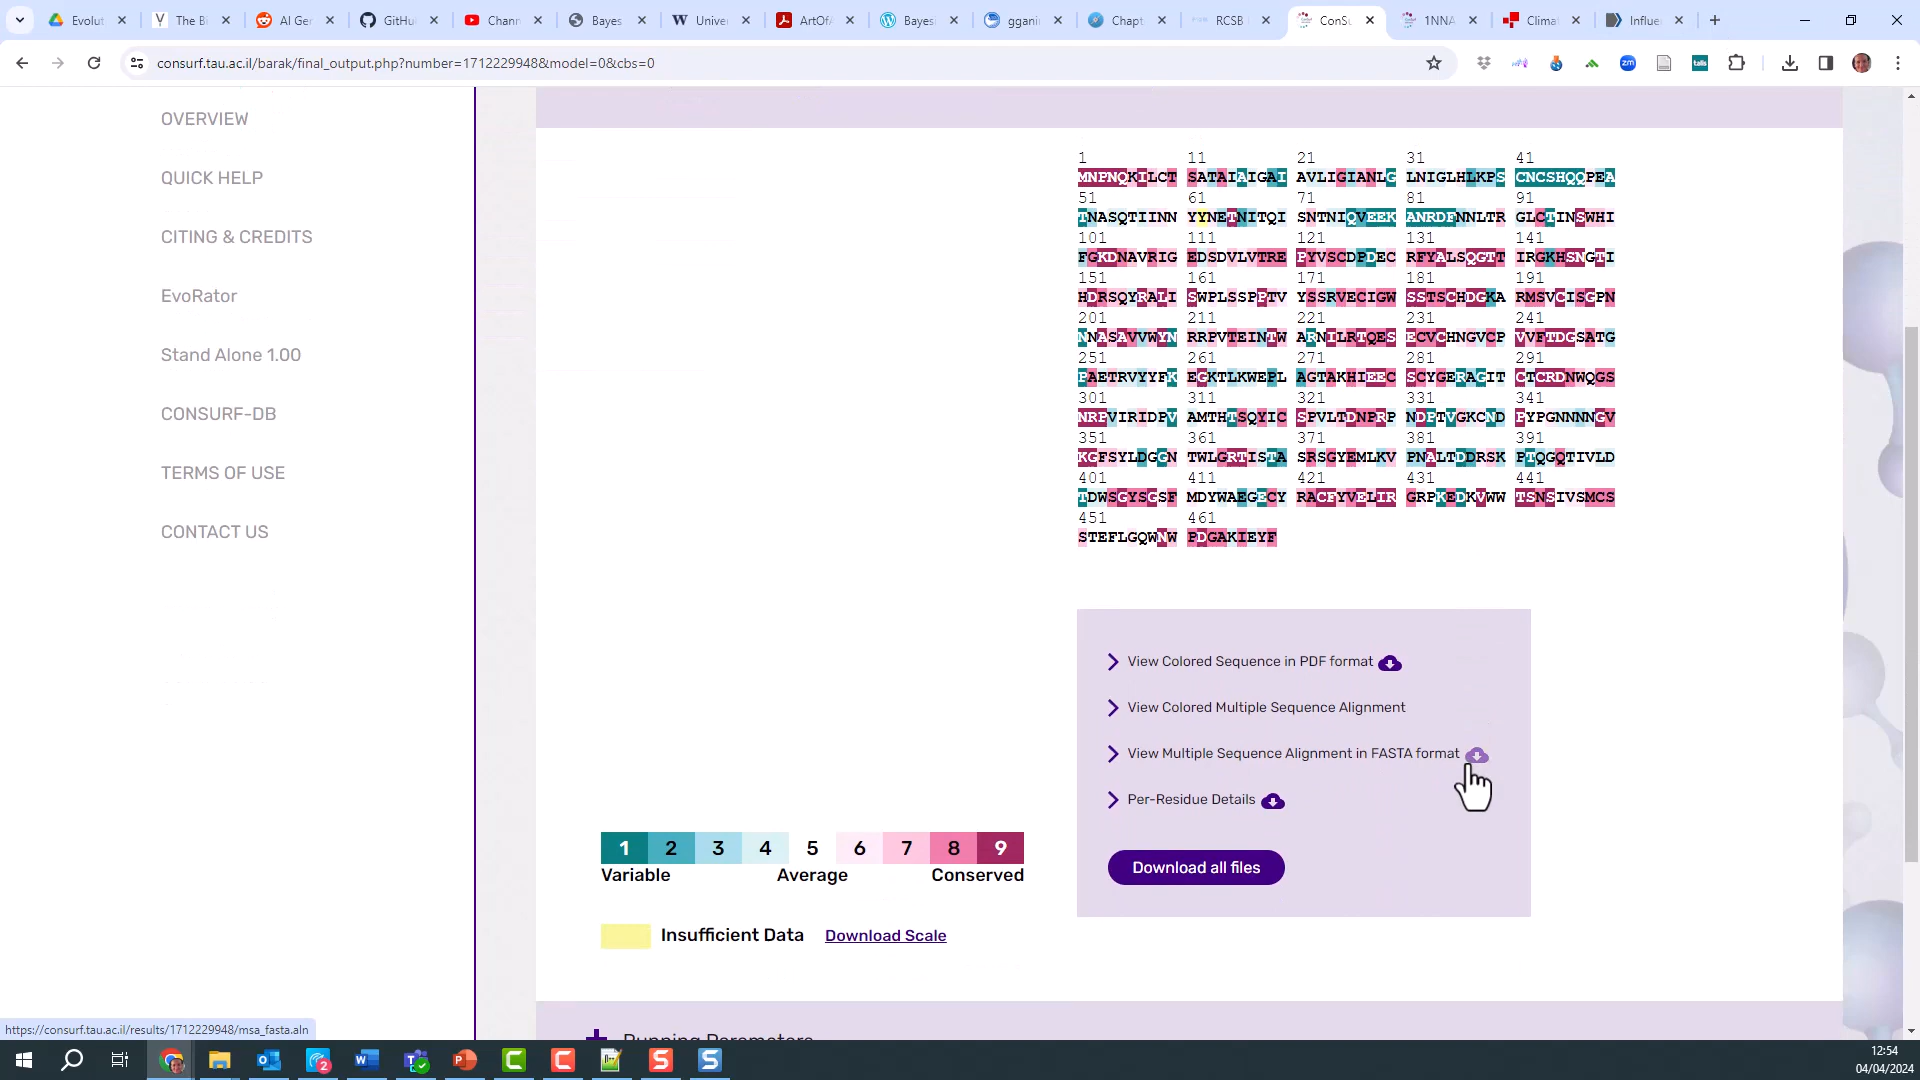 Evolut
The Bi
AI Ger
GitHu
Chann
Bayes
Univer
ArtOf
Bayesi
ggani
Chapt
RCSB
ConSu
1NNA
Clima
Influe
consurf.tau.ac.il/barak/final_output.php?number=1712229948&model=0&cbs=0
OVERVIEW
QUICK HELP
CITING & CREDITS
EvoRator
Stand Alone 1.00
CONSURF-DB
TERMS OF USE
CONTACT US
1 11 21 31 41
MNPNQKILCT SATAIAIGAI AVLIGIANLG LNIGLHLKPS CNCSHQQPEA
51 61 71 81 91
TNASQTIINN YYNETNITQI SNTNIQVEEK ANRDFNNLTR GLCTINSWHI
101 111 121 131 141
FGKDNAVRIG EDSDVLVTRE PYVSCDPDEC RFYALSQGTT IRGKHSNGTI
151 161 171 181 191
HDRSQYRALI SWPLSSPPTV YSSRVECIGW SSTSCHDGKA RMSVCISGPN
201 211 221 231 241
NNASAVVWYN RRPVTEINTW ARNILRTQES ECVCHNGVCP VVFTDGSATG
251 261 271 281 291
PAETRVYYFK EGKTLKWEPL AGTAKHIEEC SCYGERAGIT CTCRDNWQGS
301 311 321 331 341
NRPVIRIDPV AMTHTSQYIC SPVLTDNPRP NDPTVGKCND PYPGNNNNGV
351 361 371 381 391
KGFSYLDGGN TWLGRTISTA SRSGYEMLKV PNALTDDRSK PTQGQTIVLD
401 411 421 431 441
TDWSGYSGSF MDYWAEGECY RACFYVELIR GRPKEDKVWW TSNSIVSMCS
451 461
STEFLGQWNW PDGAKIEYF
View Colored Sequence in PDF format
View Colored Multiple Sequence Alignment
View Multiple Sequence Alignment in FASTA format
Per-Residue Details
Download all files
1 2 3 4 5 6 7 8 9
Variable Average Conserved
Insufficient Data Download Scale
Running Parameters
https://consurf.tau.ac.il/results/1712229948/msa_fasta.aln
12:54
04/04/2024